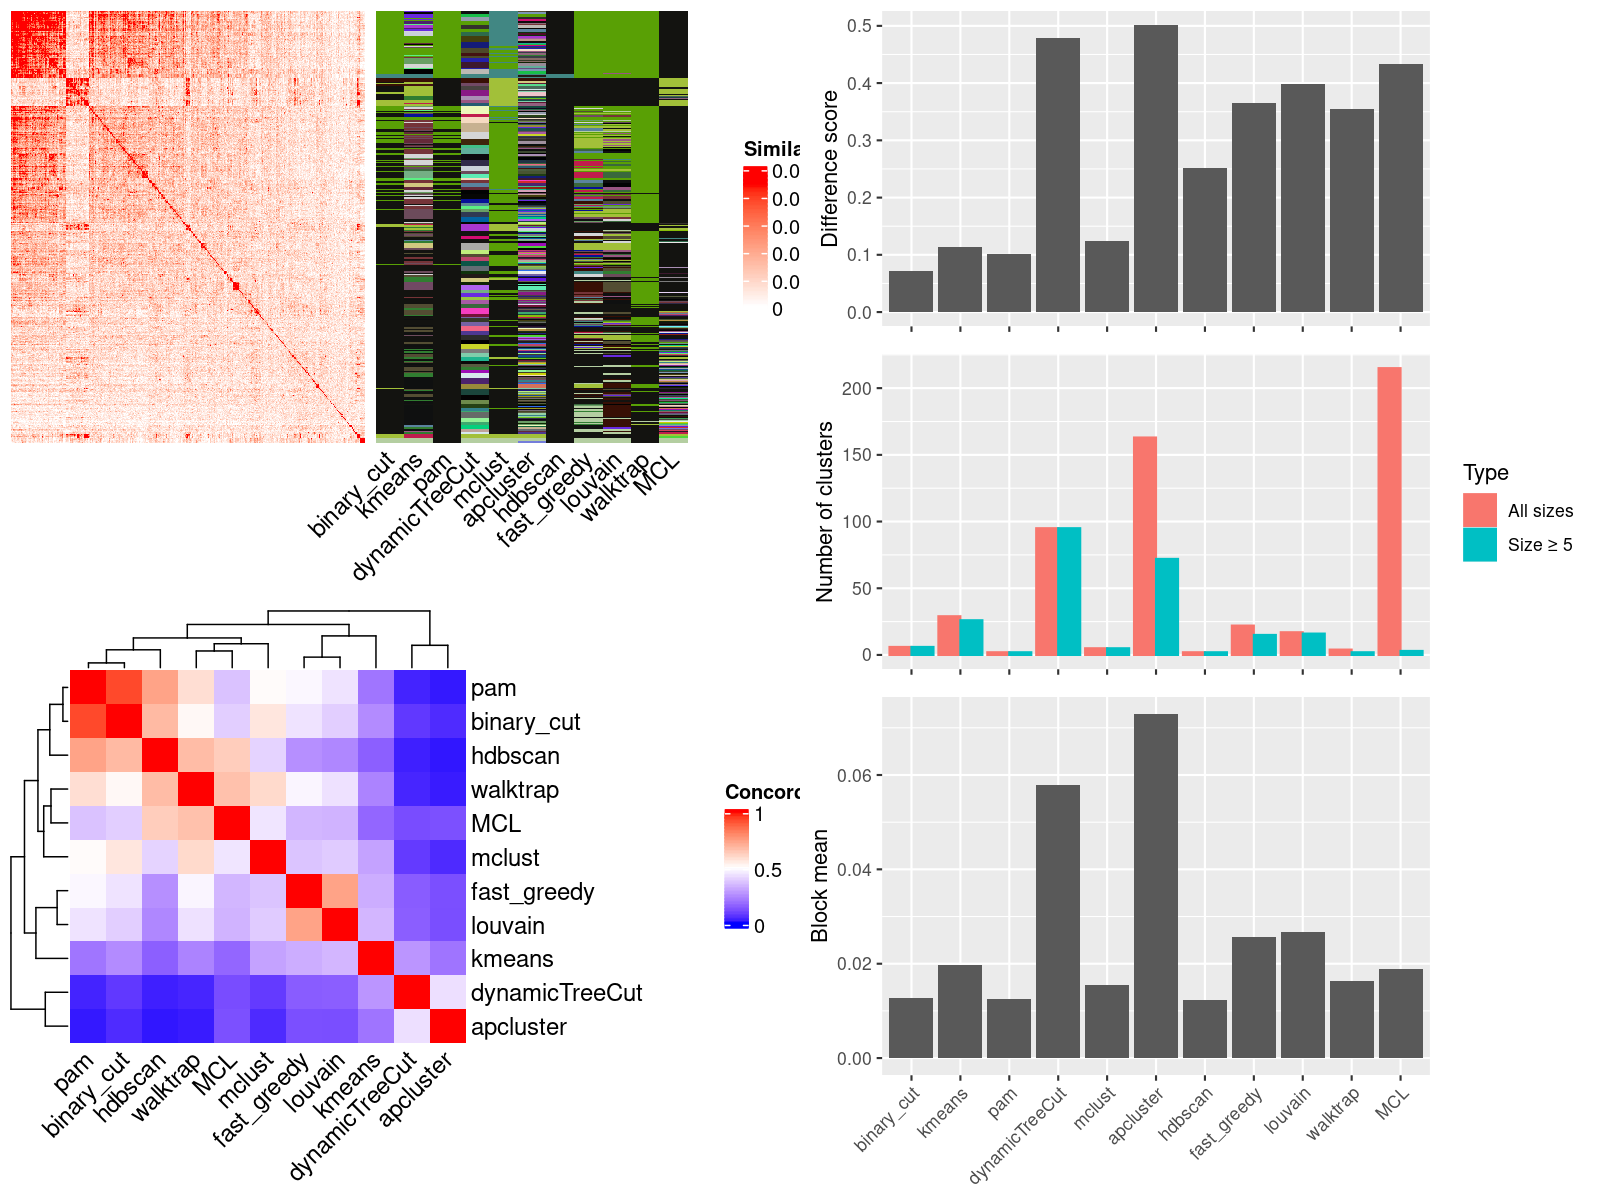 Simila
0.0
0.0
0.0
0.0
0.0
0
binary_cut
kmeans
pam
dynamicTreeCut
mclust
apcluster
hdbscan
fast_greedy
louvain
walktrap
MCL
pam
binary_cut
hdbscan
walktrap
MCL
mclust
fast_greedy
louvain
kmeans
dynamicTreeCut
apcluster
pam
binary_cut
hdbscan
walktrap
MCL
mclust
fast_greedy
louvain
kmeans
dynamicTreeCut
apcluster
Concord
1
0.5
0
Difference score
0.5
0.4
0.3
0.2
0.1
0.0
Number of clusters
200
150
100
50
0
Type
All sizes
Size ≥ 5
Block mean
0.06
0.04
0.02
0.00
binary_cut
kmeans
pam
dynamicTreeCut
mclust
apcluster
hdbscan
fast_greedy
louvain
walktrap
MCL